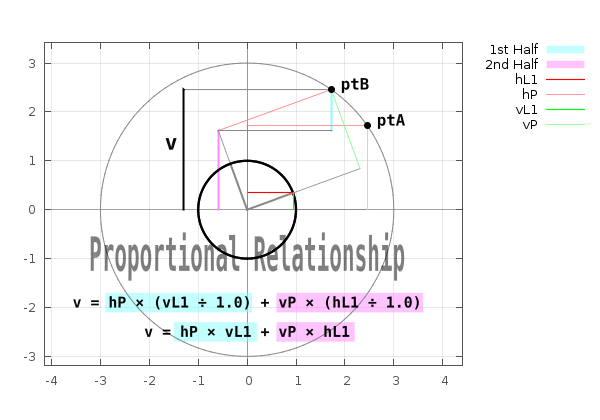 1st Half
2nd Half
hL1
hP
vL1
vP
ptB
ptA
v
3
2
1
0
-1
-2
-3
Proportional Relationship
v = hP × (vL1 ÷ 1.0) + vP × (hL1 ÷ 1.0)
v = hP × vL1 + vP × hL1
-4 -3 -2 -1 0 1 2 3 4